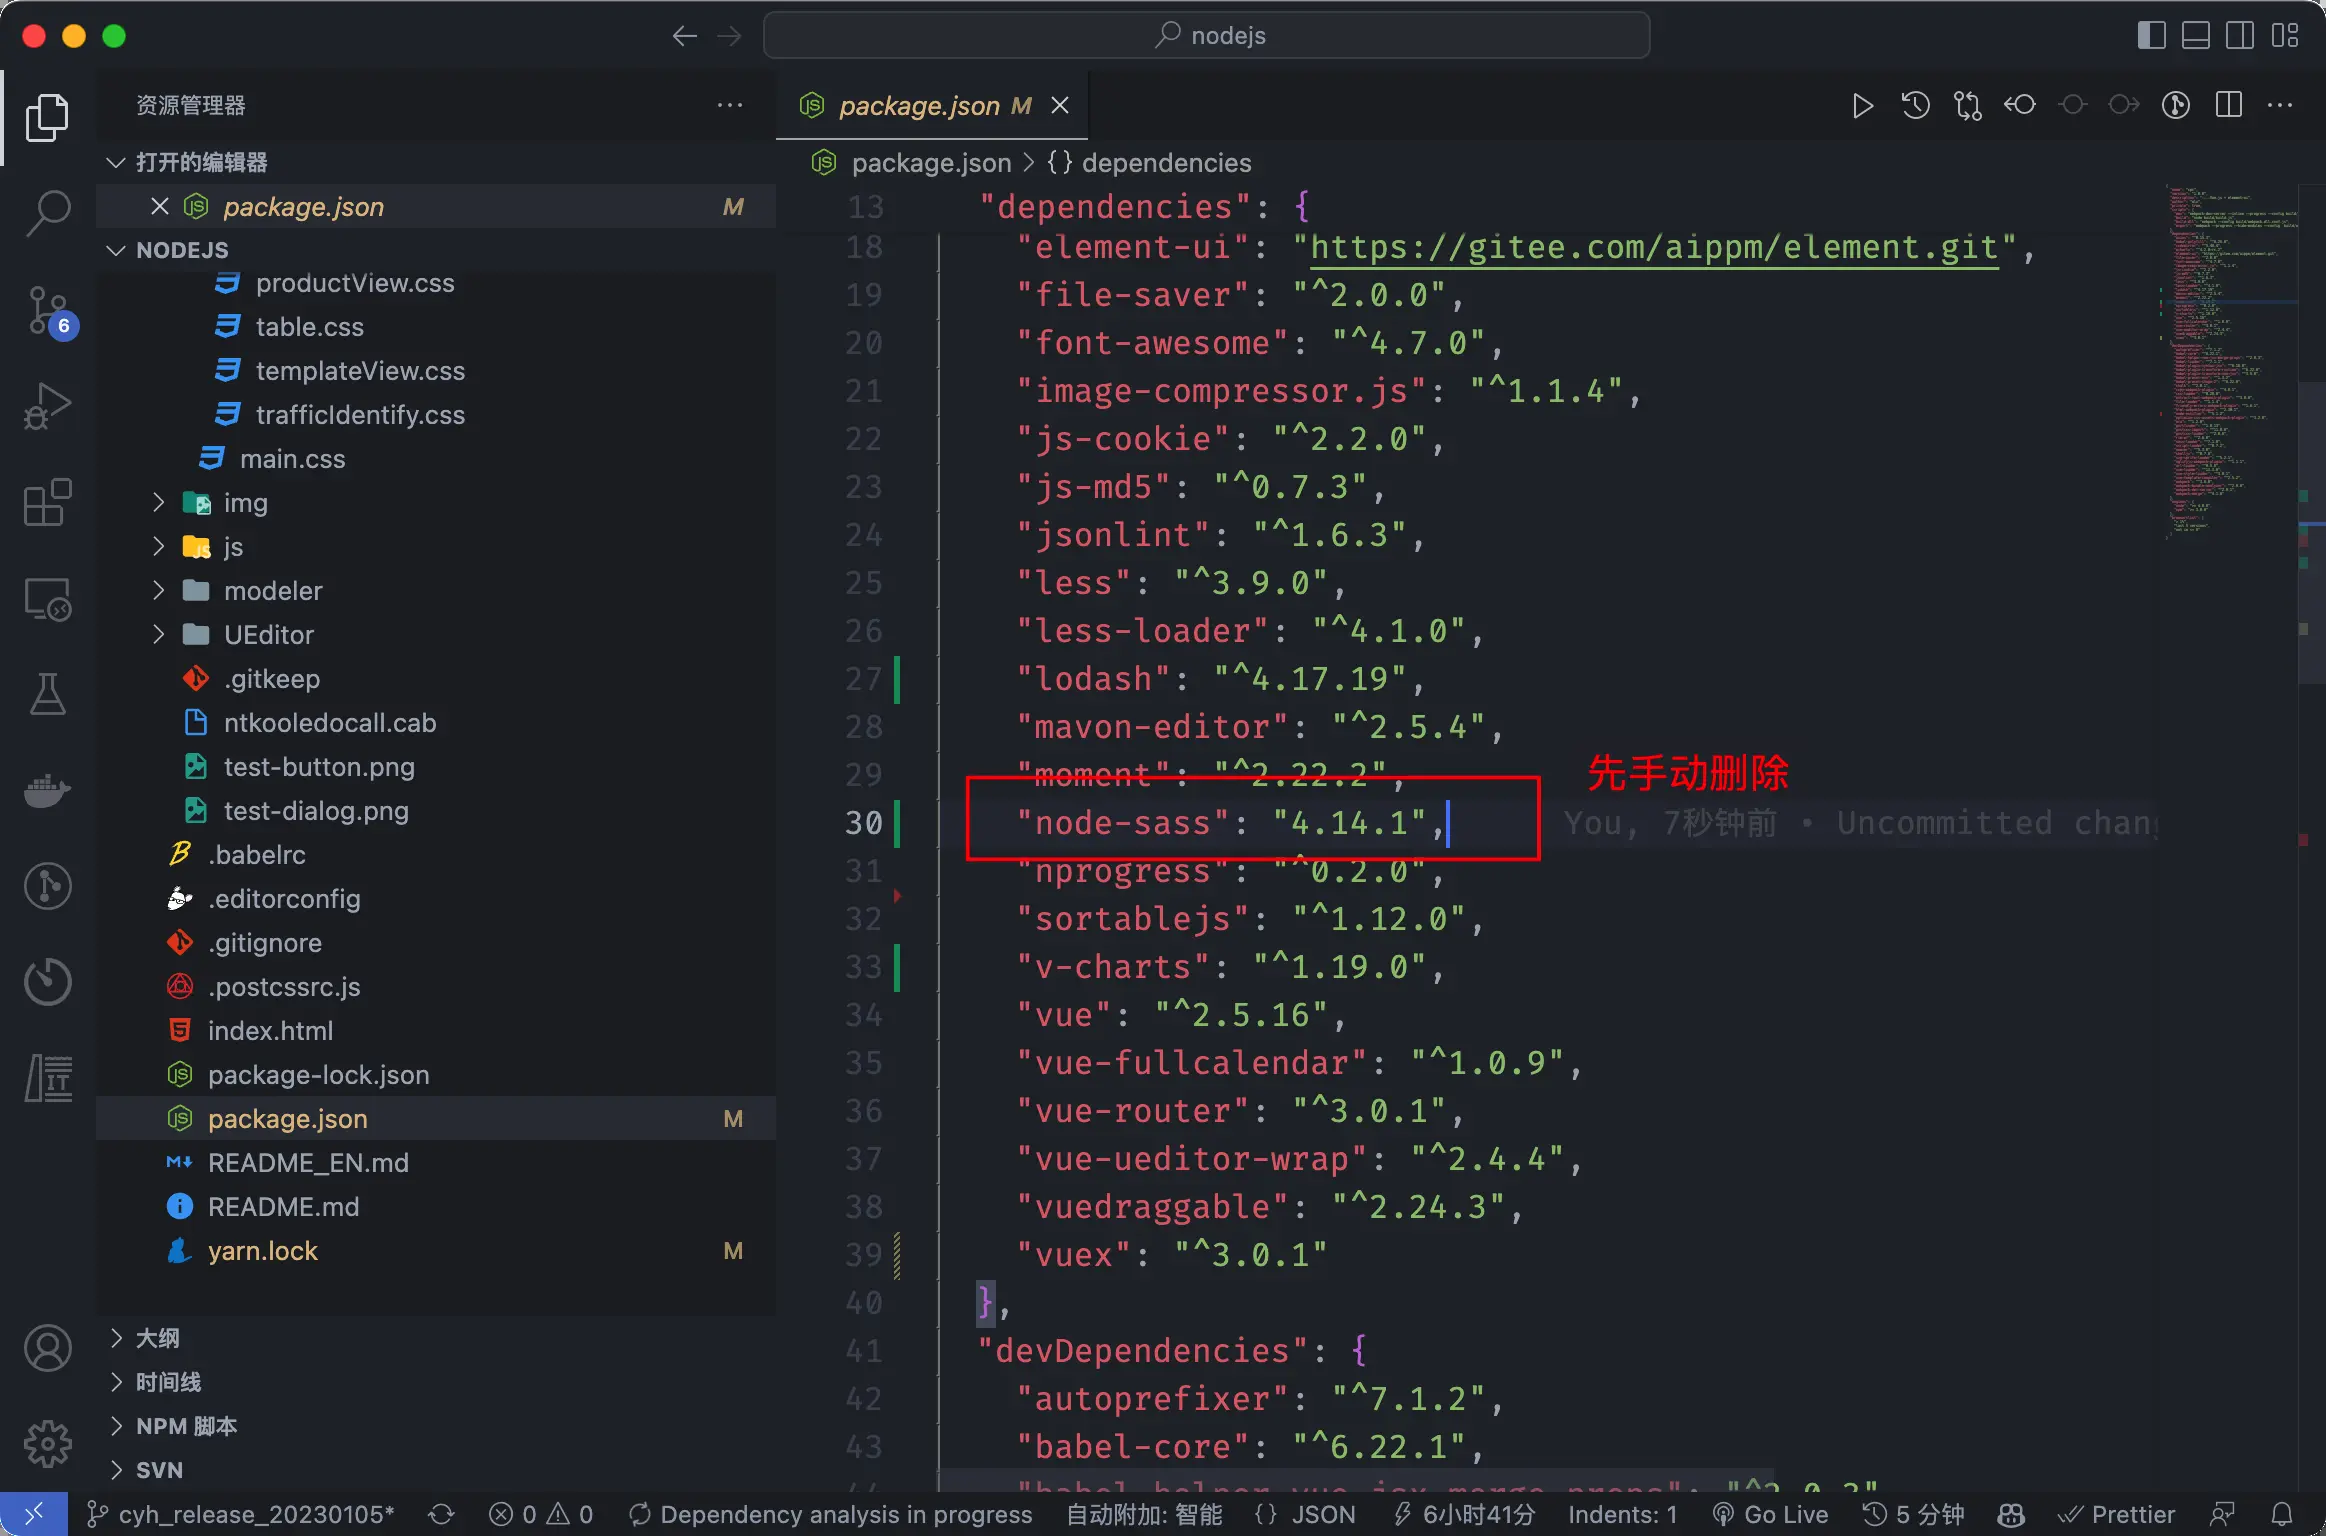 nodejs
资源管理器
package.json M
打开的编辑器
package.json M
NODEJS
productView.css
table.css
templateView.css
trafficIdentify.css
main.css
img
js
modeler
UEditor
.gitkeep
ntkooledocall.cab
test-button.png
test-dialog.png
.babelrc
.editorconfig
.gitignore
.postcssrc.js
index.html
package-lock.json
package.json M
README_EN.md
README.md
yarn.lock M
大纲
时间线
NPM 脚本
SVN
6
package.json > {} dependencies
13 "dependencies": {
18 "element-ui": "https://gitee.com/aippm/element.git",
19 "file-saver": "^2.0.0",
20 "font-awesome": "^4.7.0",
21 "image-compressor.js": "^1.1.4",
22 "js-cookie": "^2.2.0",
23 "js-md5": "^0.7.3",
24 "jsonlint": "^1.6.3",
25 "less": "^3.9.0",
26 "less-loader": "^4.1.0",
27 "lodash": "^4.17.19",
28 "mavon-editor": "^2.5.4",
29 "moment": "^2.22.2",
先手动删除
30 "node-sass": "4.14.1", You, 7秒钟前 • Uncommitted chang
31 "nprogress": "^0.2.0",
32 "sortablejs": "^1.12.0",
33 "v-charts": "^1.19.0",
34 "vue": "^2.5.16",
35 "vue-fullcalendar": "^1.0.9",
36 "vue-router": "^3.0.1",
37 "vue-ueditor-wrap": "^2.4.4",
38 "vuedraggable": "^2.24.3",
39 "vuex": "^3.0.1"
40 },
41 "devDependencies": {
42 "autoprefixer": "^7.1.2",
43 "babel-core": "^6.22.1",
cyh_release_20230105* 0 0 Dependency analysis in progress 自动附加: 智能 {} JSON 6小时41分 Indents: 1 Go Live 5 分钟 Prettier